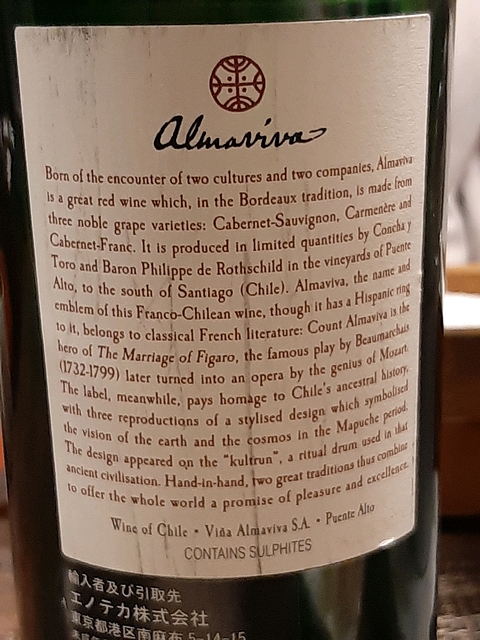 Almaviva
Born of the encounter of two cultures and two companies, Almaviva
is a great red wine which, in the Bordeaux tradition, is made from
three noble grape varieties: Cabernet-Sauvignon, Carmenère and
Cabernet-Franc. It is produced in limited quantities by Concha y
Toro and Baron Philippe de Rothschild in the vineyards of Puente
Alto, to the south of Santiago (Chile). Almaviva, the name and
emblem of this Franco-Chilean wine, though it has a Hispanic ring
to it, belongs to classical French literature: Count Almaviva is the
hero of The Marriage of Figaro, the famous play by Beaumarchais
(1732-1799) later turned into an opera by the genius of Mozart.
The label, meanwhile, pays homage to Chile's ancestral history,
with three reproductions of a stylised design which symbolised
the vision of the earth and the cosmos in the Mapuche period.
The design appeared on the "kultrun", a ritual drum used in that
ancient civilisation. Hand-in-hand, two great traditions thus combine
to offer the whole world a promise of pleasure and excellence.
Wine of Chile • Viña Almaviva S.A. • Puente Alto
CONTAINS SULPHITES
輸入者及び引取先
エノテカ株式会社
東京都港区南麻布 5-14-15